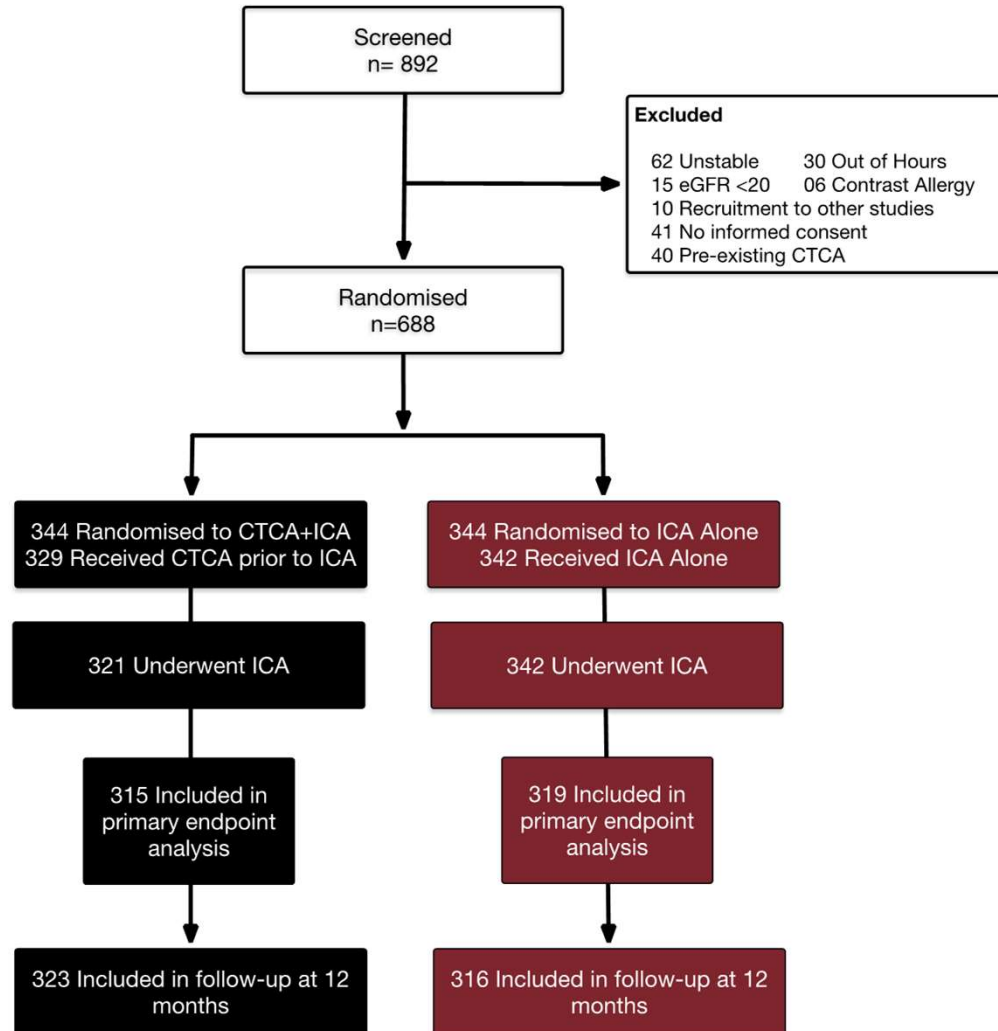 Screened
n= 892
Excluded
62 Unstable 30 Out of Hours
15 eGFR <20 06 Contrast Allergy
10 Recruitment to other studies
41 No informed consent
40 Pre-existing CTCA
Randomised
n=688
344 Randomised to CTCA+ICA
329 Received CTCA prior to ICA
344 Randomised to ICA Alone
342 Received ICA Alone
321 Underwent ICA
342 Underwent ICA
315 Included in
primary endpoint
analysis
319 Included in
primary endpoint
analysis
323 Included in follow-up at 12
months
316 Included in follow-up at 12
months